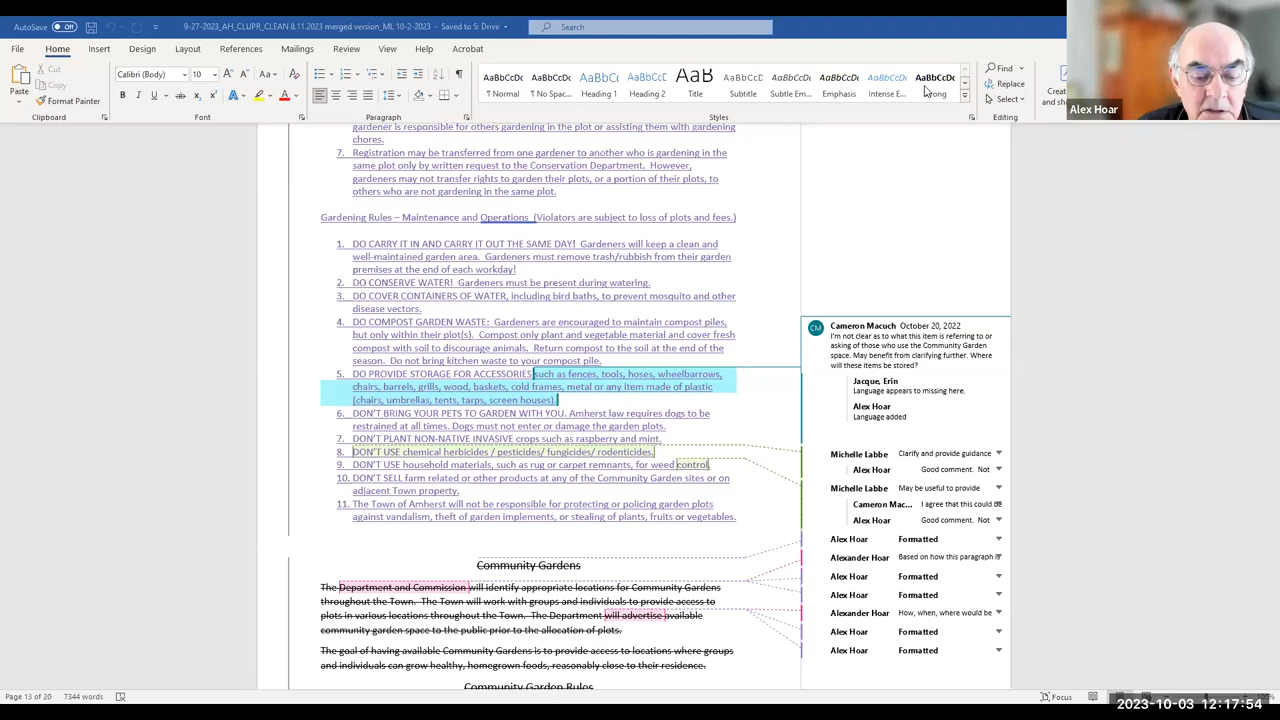 AutoSave Off 9-27-2023_AH_CLUPR_CLEAN 8.11.2023 merged version_ML 10-2-2023 - Saved to S: Drive Search
File Home Insert Design Layout References Mailings Review View Help Acrobat
Paste Cut Copy Format Painter
Calibri (Body) 10
AaBbCcDc AaBbCcDc AaBbCc AaBbCcC AaB AaBbCcDc AaBbCcDc AaBbCcDc AaBbCcDc AaBbCcDc
¶ Normal ¶ No Spac... Heading 1 Heading 2 Title Subtitle Subtle Em... Emphasis Intense E... Strong
Find Replace Select
Clipboard Font Paragraph Styles Editing
Alex Hoar
gardener is responsible for others gardening in the plot or assisting them with gardening
chores.
7. Registration may be transferred from one gardener to another who is gardening in the
same plot only by written request to the Conservation Department. However,
gardeners may not transfer rights to garden their plots, or a portion of their plots, to
others who are not gardening in the same plot.
Gardening Rules – Maintenance and Operations (Violators are subject to loss of plots and fees.)
1. DO CARRY IT IN AND CARRY IT OUT THE SAME DAY! Gardeners will keep a clean and
well-maintained garden area. Gardeners must remove trash/rubbish from their garden
premises at the end of each workday!
2. DO CONSERVE WATER! Gardeners must be present during watering.
3. DO COVER CONTAINERS OF WATER, including bird baths, to prevent mosquito and other
disease vectors.
4. DO COMPOST GARDEN WASTE: Gardeners are encouraged to maintain compost piles,
but only within their plot(s). Compost only plant and vegetable material and cover fresh
compost with soil to discourage animals. Return compost to the soil at the end of the
season. Do not bring kitchen waste to your compost pile.
5. DO PROVIDE STORAGE FOR ACCESSORIES such as fences, tools, hoses, wheelbarrows,
chairs, barrels, grills, wood, baskets, cold frames, metal or any item made of plastic
(chairs, umbrellas, tents, tarps, screen houses).
6. DON'T BRING YOUR PETS TO GARDEN WITH YOU. Amherst law requires dogs to be
restrained at all times. Dogs must not enter or damage the garden plots.
7. DON'T PLANT NON-NATIVE INVASIVE crops such as raspberry and mint.
8. DON'T USE chemical herbicides / pesticides/ fungicides/ rodenticides.
9. DON'T USE household materials, such as rug or carpet remnants, for weed control.
10. DON'T SELL farm related or other products at any of the Community Garden sites or on
adjacent Town property.
11. The Town of Amherst will not be responsible for protecting or policing garden plots
against vandalism, theft of garden implements, or stealing of plants, fruits or vegetables.
Community Gardens
The Department and Commission will identify appropriate locations for Community Gardens
throughout the Town. The Town will work with groups and individuals to provide access to
plots in various locations throughout the Town. The Department will advertise available
community garden space to the public prior to the allocation of plots.
The goal of having available Community Gardens is to provide access to locations where groups
and individuals can grow healthy, homegrown foods, reasonably close to their residence.
Community Garden Rules
CM Cameron Macuch October 20, 2022
I'm not clear as to what this item is referring to or
asking of those who use the Community Garden
space. May benefit from clarifying further. Where
will these items be stored?
Jacque, Erin
Language appears to missing here.
Alex Hoar
Language added
Michelle Labbe Clarify and provide guidance
Alex Hoar Good comment. Not
Michelle Labbe May be useful to provide
Cameron Mac... I agree that this could be
Alex Hoar Good comment. Not
Alex Hoar Formatted
Alexander Hoar Based on how this paragraph
Alex Hoar Formatted
Alex Hoar Formatted
Alexander Hoar How, when, where would be
Alex Hoar Formatted
Alex Hoar Formatted
Page 13 of 20 7344 words Focus
2023-10-03 12:17:54